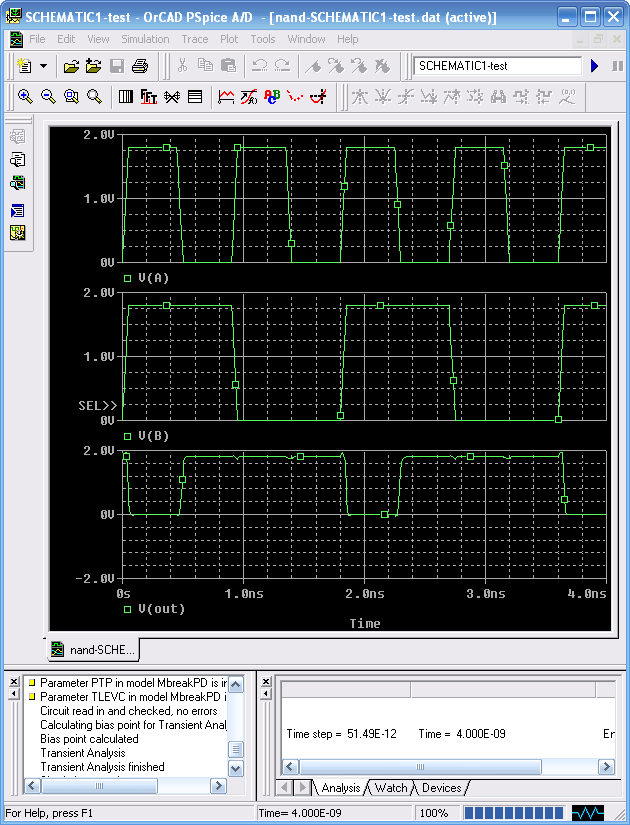 SCHEMATIC1-test - OrCAD PSpice A/D - [nand-SCHEMATIC1-test.dat (active)]
File Edit View Simulation Trace Plot Tools Window Help
SCHEMATIC1-test
2.0V
1.0V
0V
V(A)
2.0V
1.0V
SEL>>
0V
V(B)
2.0V
0V
-2.0V
0s 1.0ns 2.0ns 3.0ns 4.0ns
V(out)
Time
nand-SCHE...
Parameter PTP in model MbreakPD is in
Parameter TLEVC in model MbreakPD i
Circuit read in and checked, no errors
Calculating bias point for Transient Anal
Bias point calculated
Transient Analysis
Transient Analysis finished
Time step = 51.49E-12 Time = 4.000E-09 En
Analysis Watch Devices
For Help, press F1 Time= 4.000E-09 100%